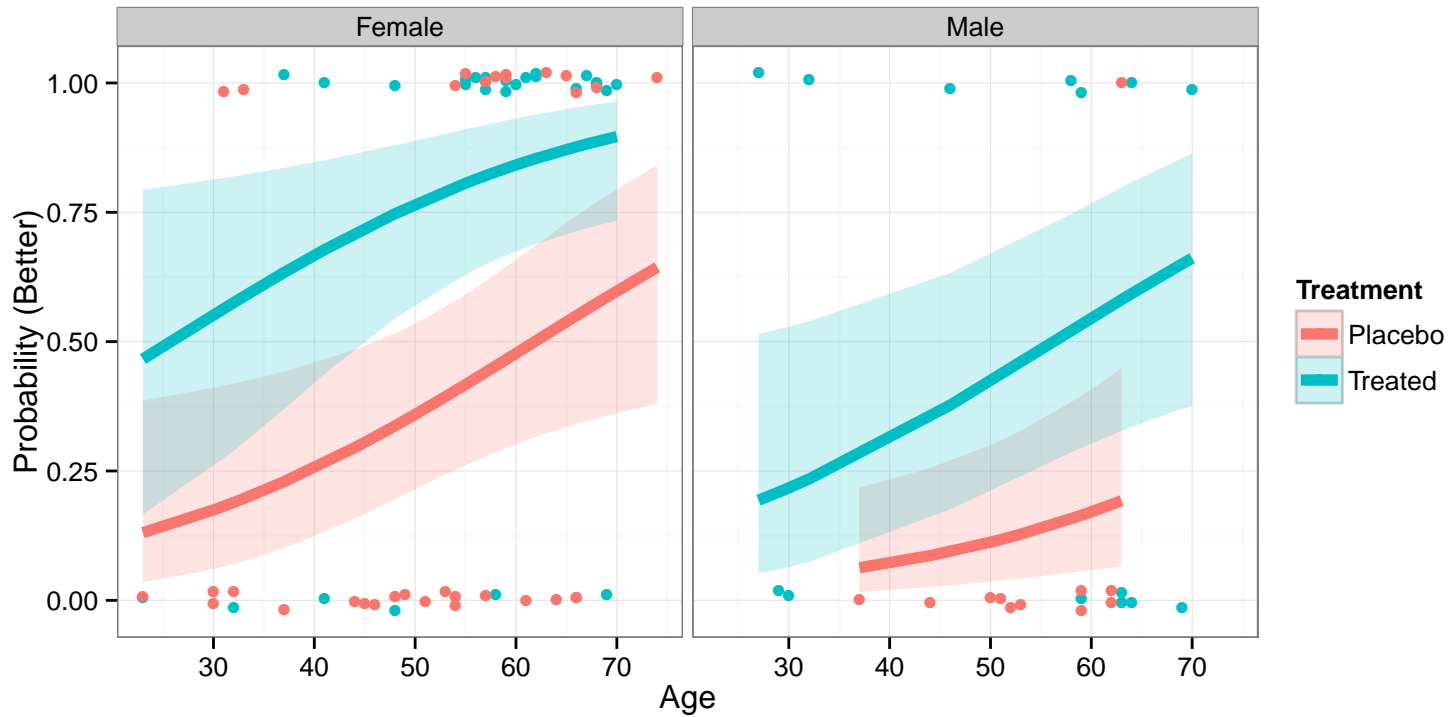 Female
Male
Probability (Better)
1.00
0.75
0.50
0.25
0.00
30 40 50 60 70
30 40 50 60 70
Age
Treatment
Placebo
Treated